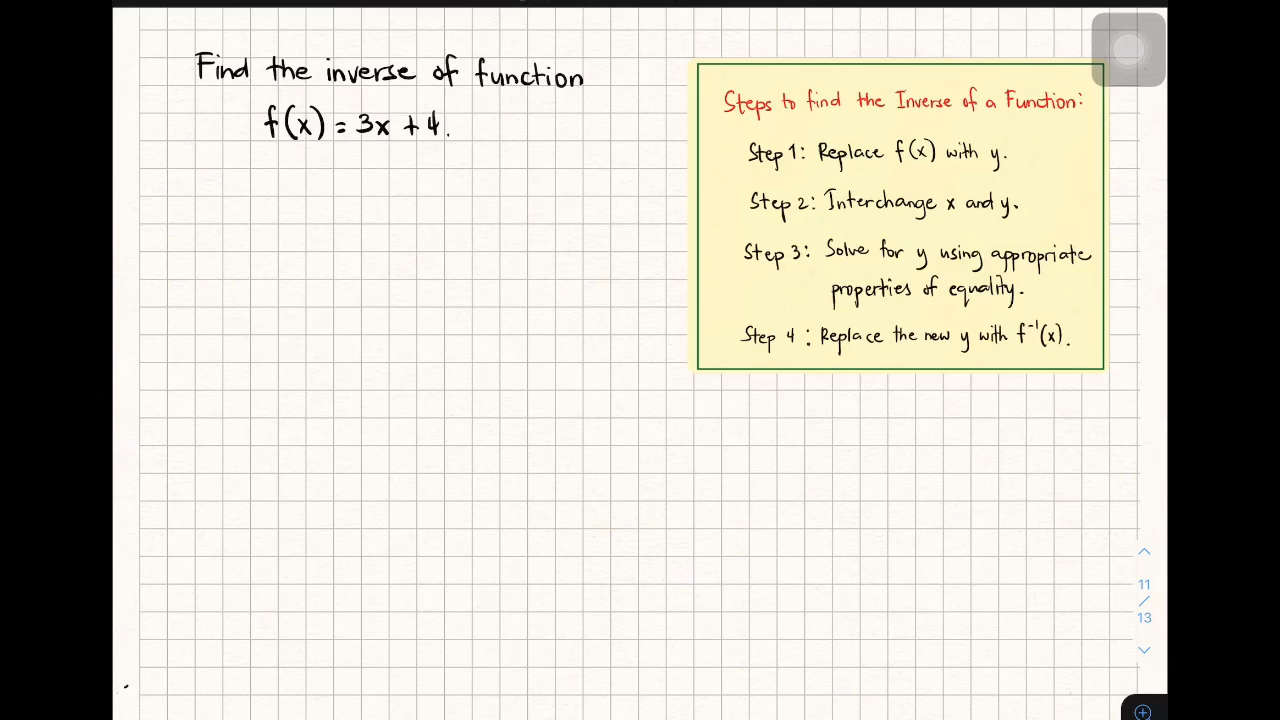 Find the inverse of function
f(x) = 3x + 4.
Steps to find the Inverse of a Function:
Step 1: Replace f(x) with y.
Step 2: Interchange x and y.
Step 3: Solve for y using appropriate
properties of equality.
Step 4: Replace the new y with f⁻¹(x).
11
/
13